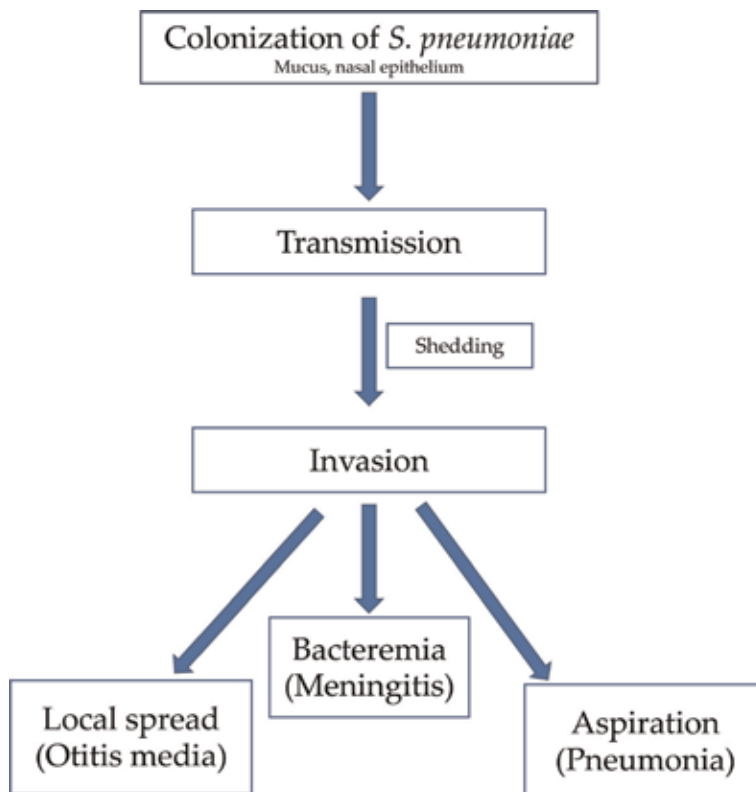 Colonization of S. pneumoniae
Mucus, nasal epithelium
Transmission
Shedding
Invasion
Bacteremia
(Meningitis)
Local spread
(Otitis media)
Aspiration
(Pneumonia)